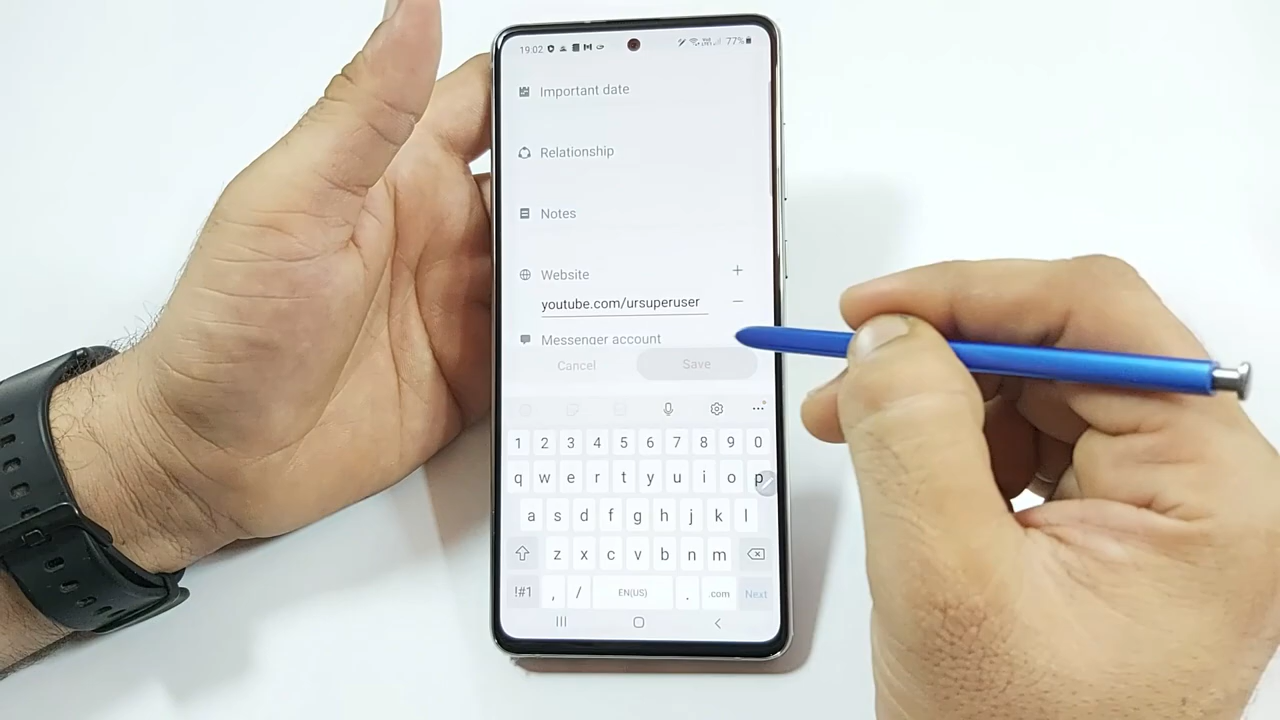 19.02 77%
Important date
Relationship
Notes
Website +
youtube.com/ursuperuser −
Messenger account
Cancel Save
1 2 3 4 5 6 7 8 9 0
q w e r t y u i o p
a s d f g h j k l
z x c v b n m
!#1 , / EN(US) . .com Next